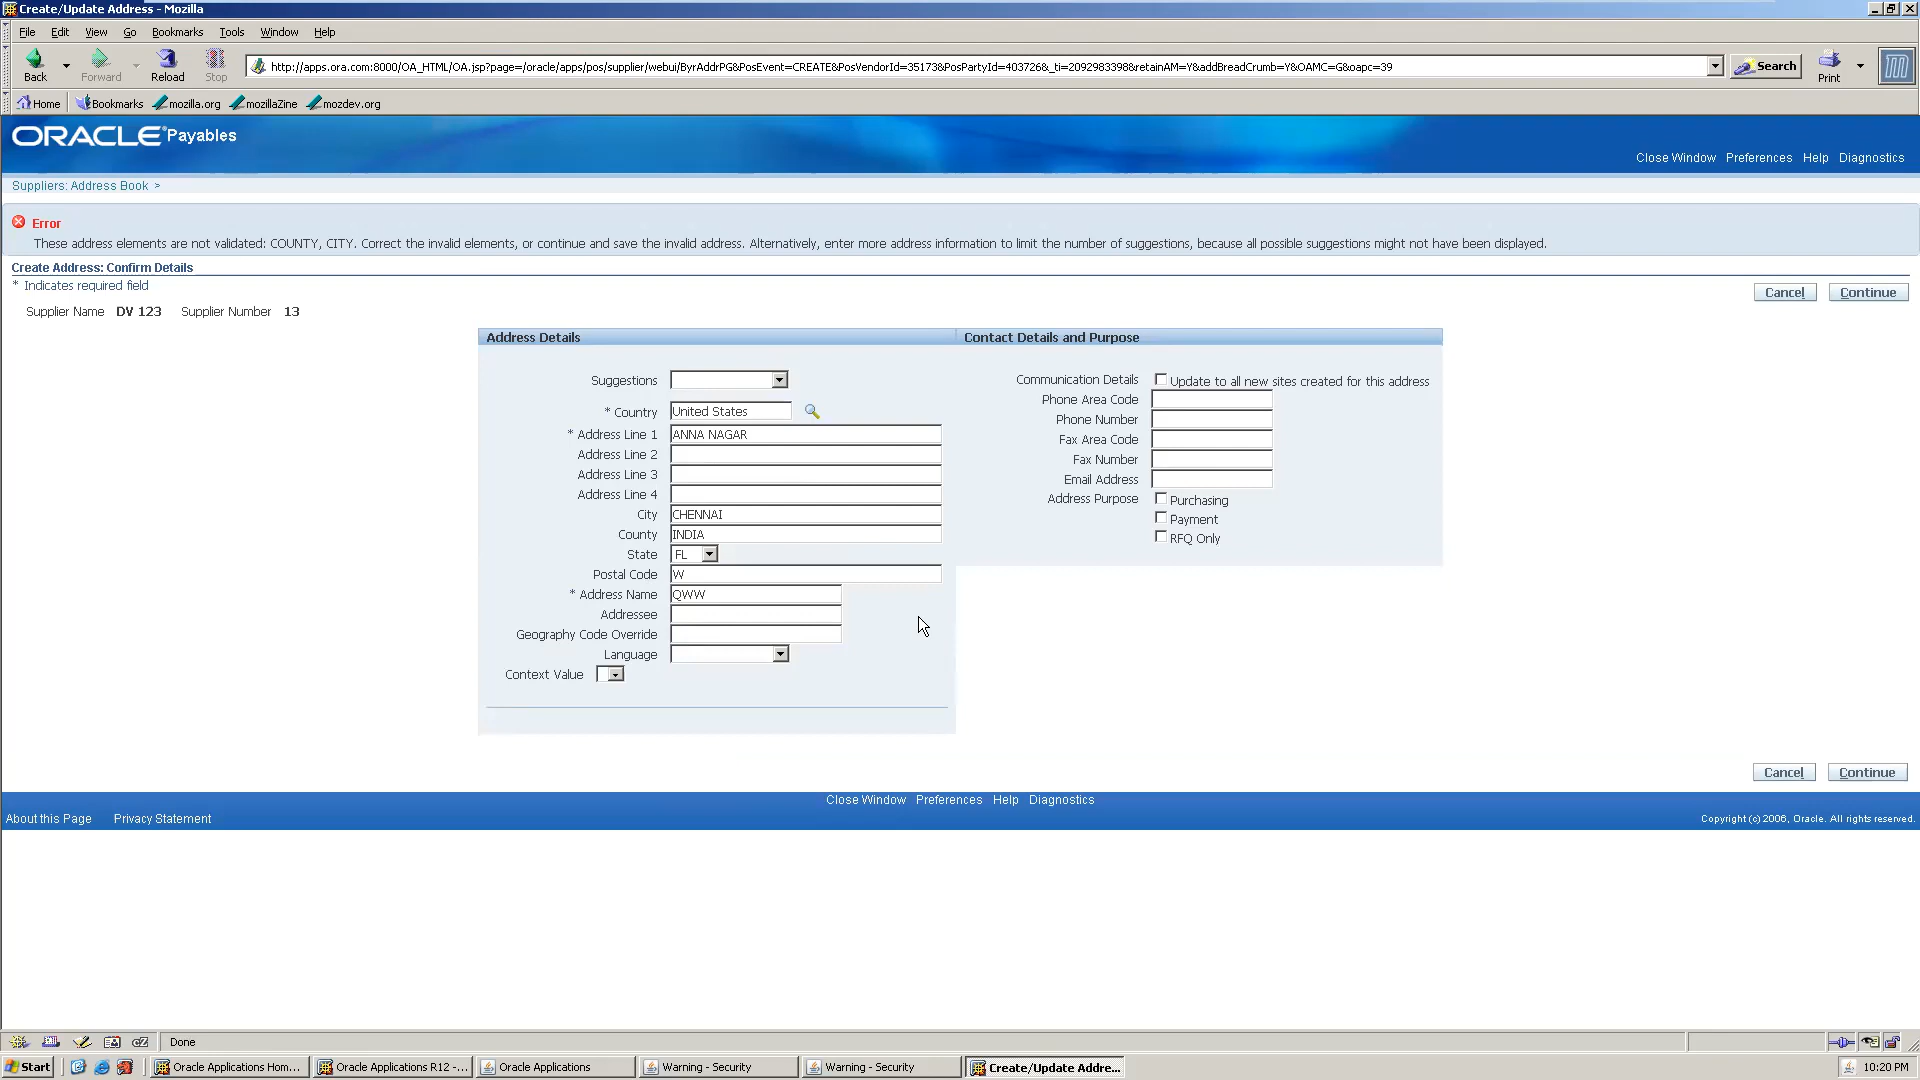 Create/Update Address - Mozilla
File Edit View Go Bookmarks Tools Window Help
Back Forward Reload Stop http://apps.ora.com:8000/OA_HTML/OA.jsp?page=/oracle/apps/pos/supplier/webui/ByrAddrPG&PosEvent=CREATE&PosVendorId=35173&PosPartyId=403726&_ti=2092983398&retainAM=Y&addBreadCrumb=Y&OAMC=G&oapc=39 Search Print
Home Bookmarks mozilla.org mozillaZine mozdev.org
ORACLE Payables
Close Window Preferences Help Diagnostics
Suppliers: Address Book >
Error
These address elements are not validated: COUNTY, CITY. Correct the invalid elements, or continue and save the invalid address. Alternatively, enter more address information to limit the number of suggestions, because all possible suggestions might not have been displayed.
Create Address: Confirm Details
* Indicates required field
Cancel Continue
Supplier Name DV 123 Supplier Number 13
Address Details
Suggestions
* Country United States
* Address Line 1 ANNA NAGAR
Address Line 2
Address Line 3
Address Line 4
City CHENNAI
County INDIA
State FL
Postal Code W
* Address Name QWW
Addressee
Geography Code Override
Language
Context Value
Contact Details and Purpose
Communication Details Update to all new sites created for this address
Phone Area Code
Phone Number
Fax Area Code
Fax Number
Email Address
Address Purpose Purchasing
Payment
RFQ Only
Cancel Continue
Close Window Preferences Help Diagnostics
About this Page Privacy Statement Copyright (c) 2006, Oracle. All rights reserved.
Done
Start Oracle Applications Hom... Oracle Applications R12 -... Oracle Applications Warning - Security Warning - Security Create/Update Addre... 10:20 PM